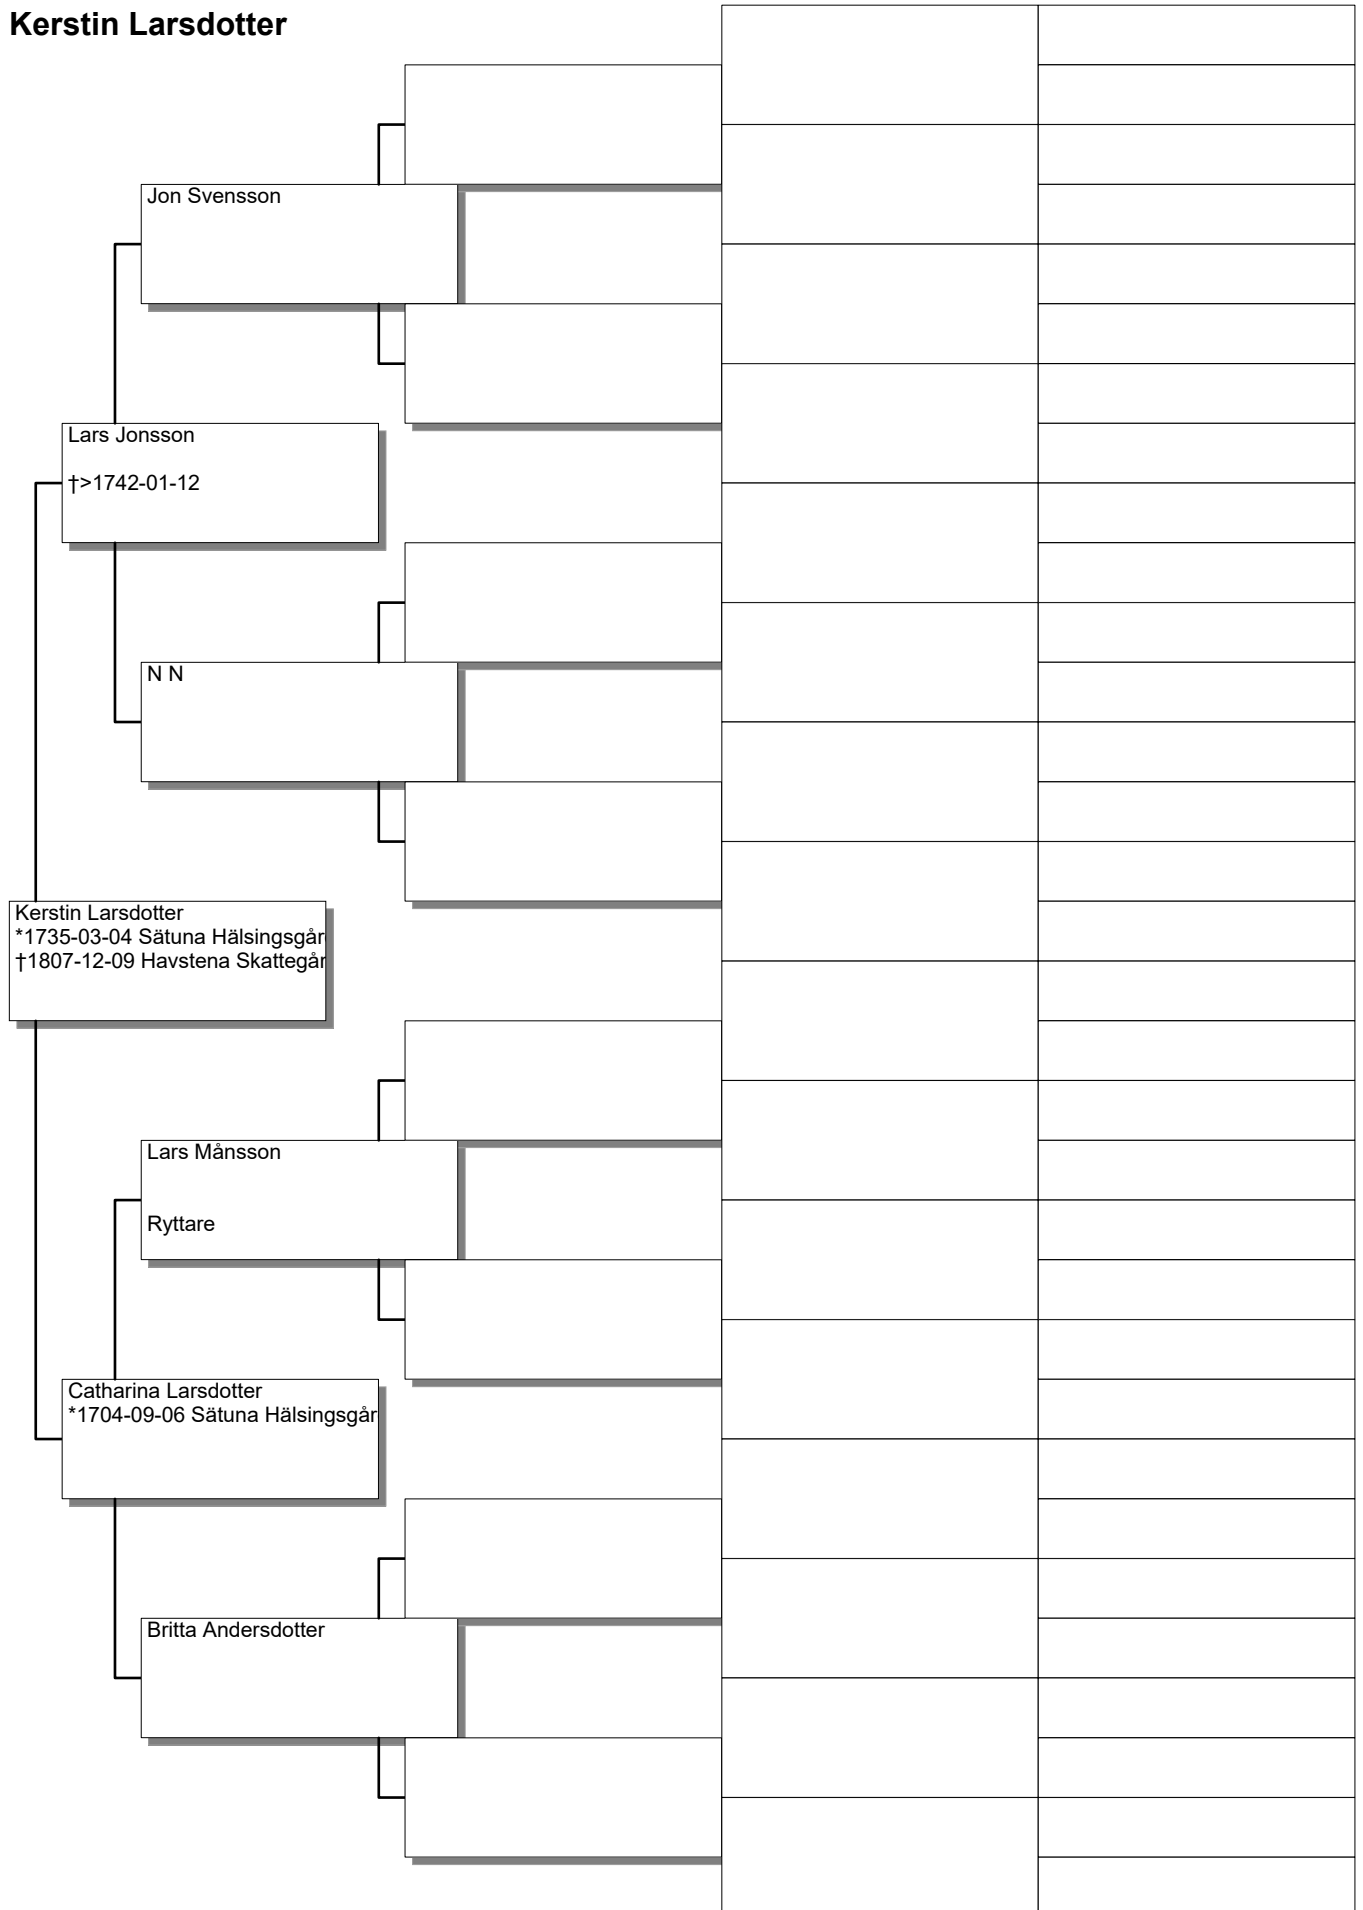 Kerstin Larsdotter
Jon Svensson
Lars Jonsson
†>1742-01-12
N N
Kerstin Larsdotter
*1735-03-04 Sätuna Hälsingsgår
†1807-12-09 Havstena Skattegår
Lars Månsson
Ryttare
Catharina Larsdotter
*1704-09-06 Sätuna Hälsingsgår
Britta Andersdotter